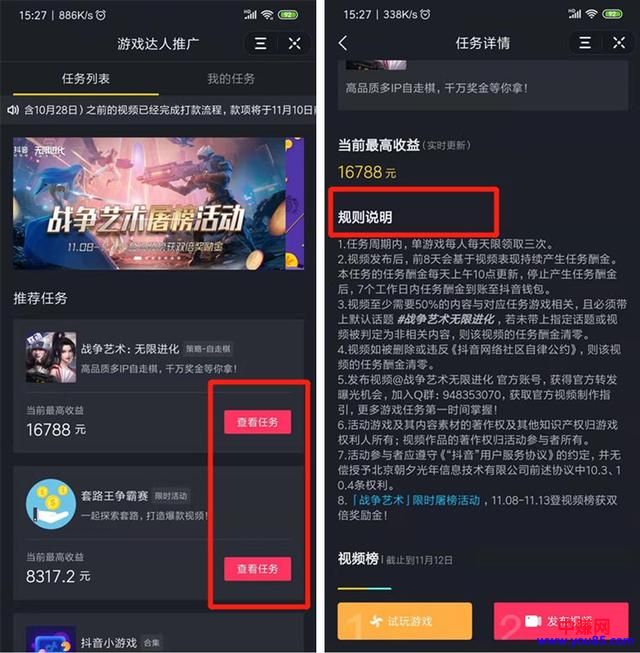 15:27 | 886K/s
4G 92
游戏达人推广
任务列表
我的任务
含10月28日）之前的视频已经完成打款流程，款项将于11月10日前
抖音 无限进化
战争艺术屠榜活动
推荐任务
战争艺术：无限进化 策略-自走棋
高品质多IP自走棋，千万奖金等你拿！
当前最高收益
16788 元
查看任务
套路王争霸赛 限时活动
一起探索套路，打造爆款视频！
当前最高收益
8317.2 元
查看任务
抖音小游戏 合集
15:27 | 338K/s
4G 92
任务详情
高品质多IP自走棋，千万奖金等你拿！
当前最高收益 (实时更新)
16788 元
规则说明
1.任务周期内，单游戏每人每天限领取三次。
2.视频发布后，前8天会基于视频表现持续产生任务酬金。
本任务的任务酬金每天上午10点更新，停止产生任务酬金
后，7个工作日内任务酬金到账至抖音钱包。
3.视频至少需要50%的内容与对应任务游戏相关，且必须带
上默认话题 #战争艺术无限进化，若未带上指定话题或视
频被判定为非相关内容，则该视频的任务酬金清零。
4.视频如被删除或违反《抖音网络社区自律公约》，则该视
频的任务酬金清零。
5.发布视频@战争艺术无限进化 官方账号，获得官方转发
曝光机会，加入Q群：948353070，获取官方视频制作指
引，更多游戏任务第一时间掌握！
6.活动游戏及其内容素材的著作权及其他知识产权归游戏
权利人所有；视频作品的著作权归活动参与者所有。
7.活动参与者应遵守《“抖音”用户服务协议》的约定，并无
偿授予北京朝夕光年信息技术有限公司前述协议中10.3、1
0.4条权利。
8.「战争艺术」限时屠榜活动，11.08-11.13登视频榜获双
倍奖励金！
视频榜 | 截止到11月12日
1 试玩游戏
2 发布视频